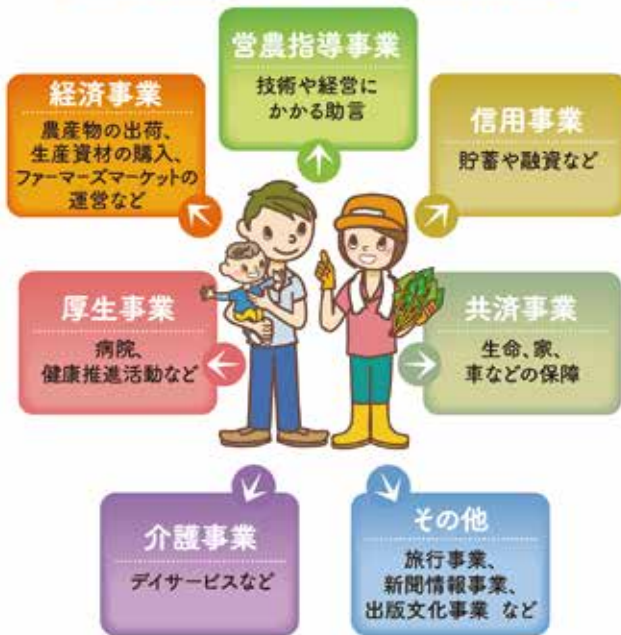 営農指導事業
技術や経営に
かかる助言
経済事業
農産物の出荷、
生産資材の購入、
ファーマーズマーケットの
運営など
信用事業
貯蓄や融資など
厚生事業
病院、
健康推進活動など
共済事業
生命、家、
車などの保障
介護事業
デイサービスなど
その他
旅行事業、
新聞情報事業、
出版文化事業 など